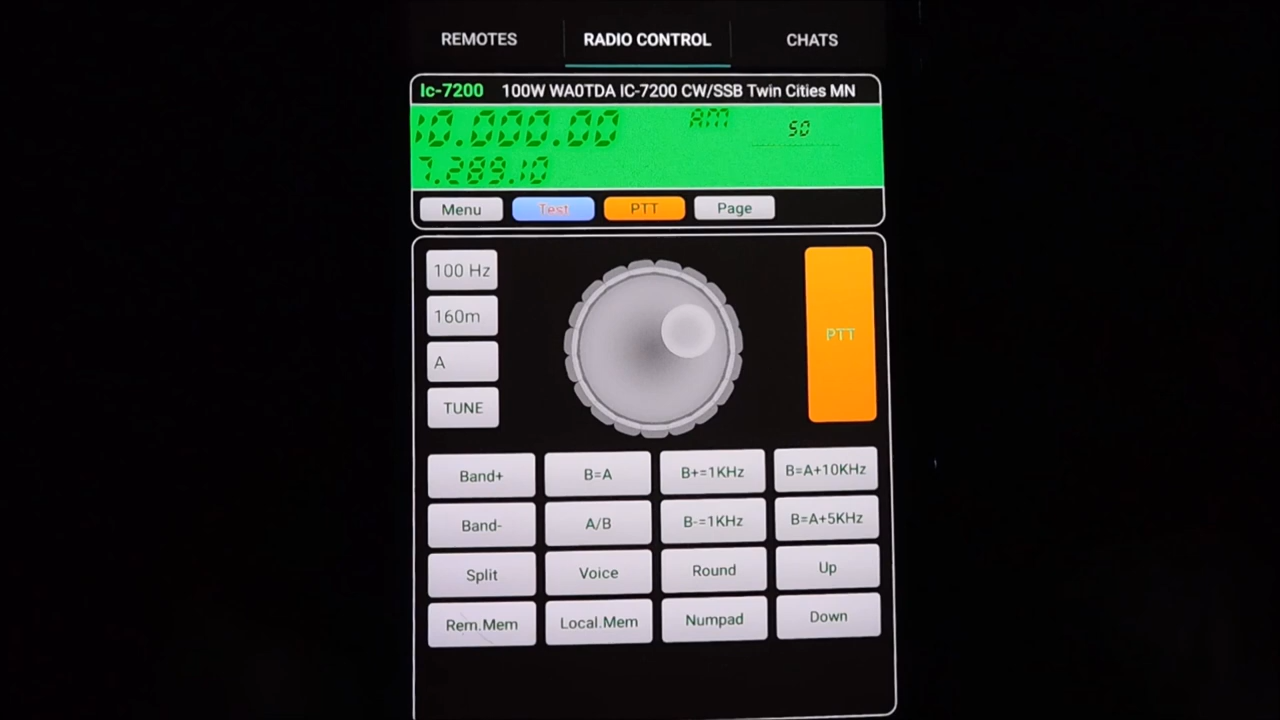 REMOTES RADIO CONTROL CHATS
Ic-7200 100W WA0TDA IC-7200 CW/SSB Twin Cities MN
10.000.00 AM S0
7.289.10
Menu Test PTT Page
100 Hz
160m
PTT
A
TUNE
Band+ B=A B+=1KHz B=A+10KHz
Band- A/B B-=1KHz B=A+5KHz
Split Voice Round Up
Rem.Mem Local.Mem Numpad Down